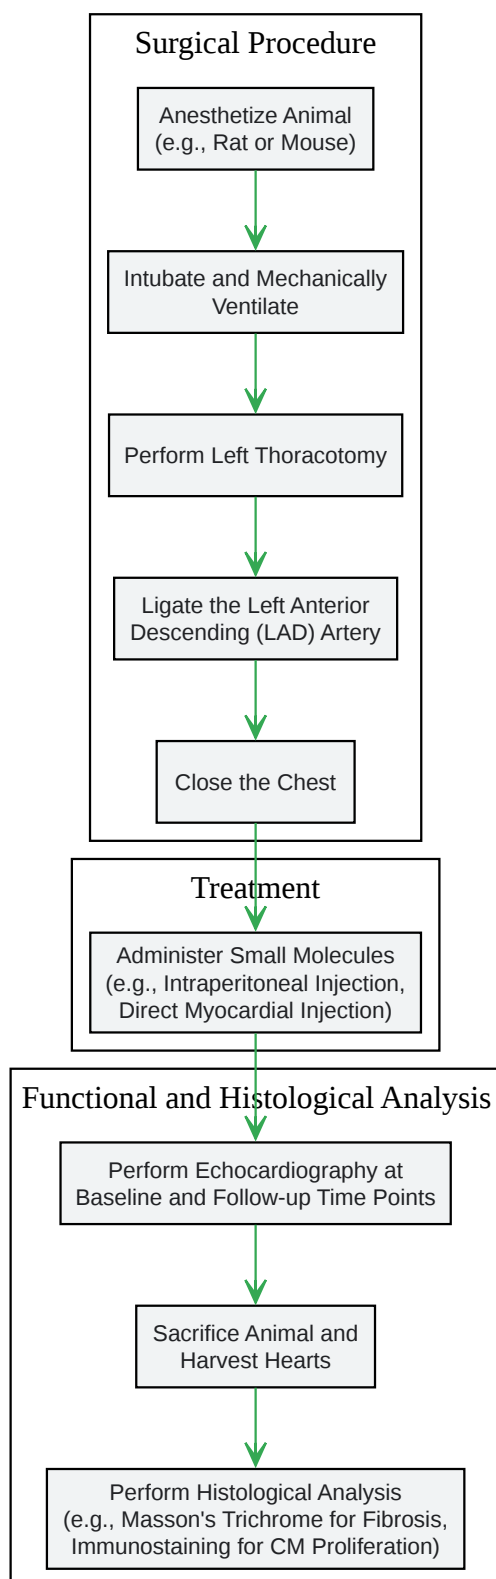 Surgical Procedure
Anesthetize Animal
(e.g., Rat or Mouse)
Intubate and Mechanically
Ventilate
Perform Left Thoracotomy
Ligate the Left Anterior
Descending (LAD) Artery
Close the Chest
Treatment
Administer Small Molecules
(e.g., Intraperitoneal Injection,
Direct Myocardial Injection)
Functional and Histological Analysis
Perform Echocardiography at
Baseline and Follow-up Time Points
Sacrifice Animal and
Harvest Hearts
Perform Histological Analysis
(e.g., Masson's Trichrome for Fibrosis,
Immunostaining for CM Proliferation)